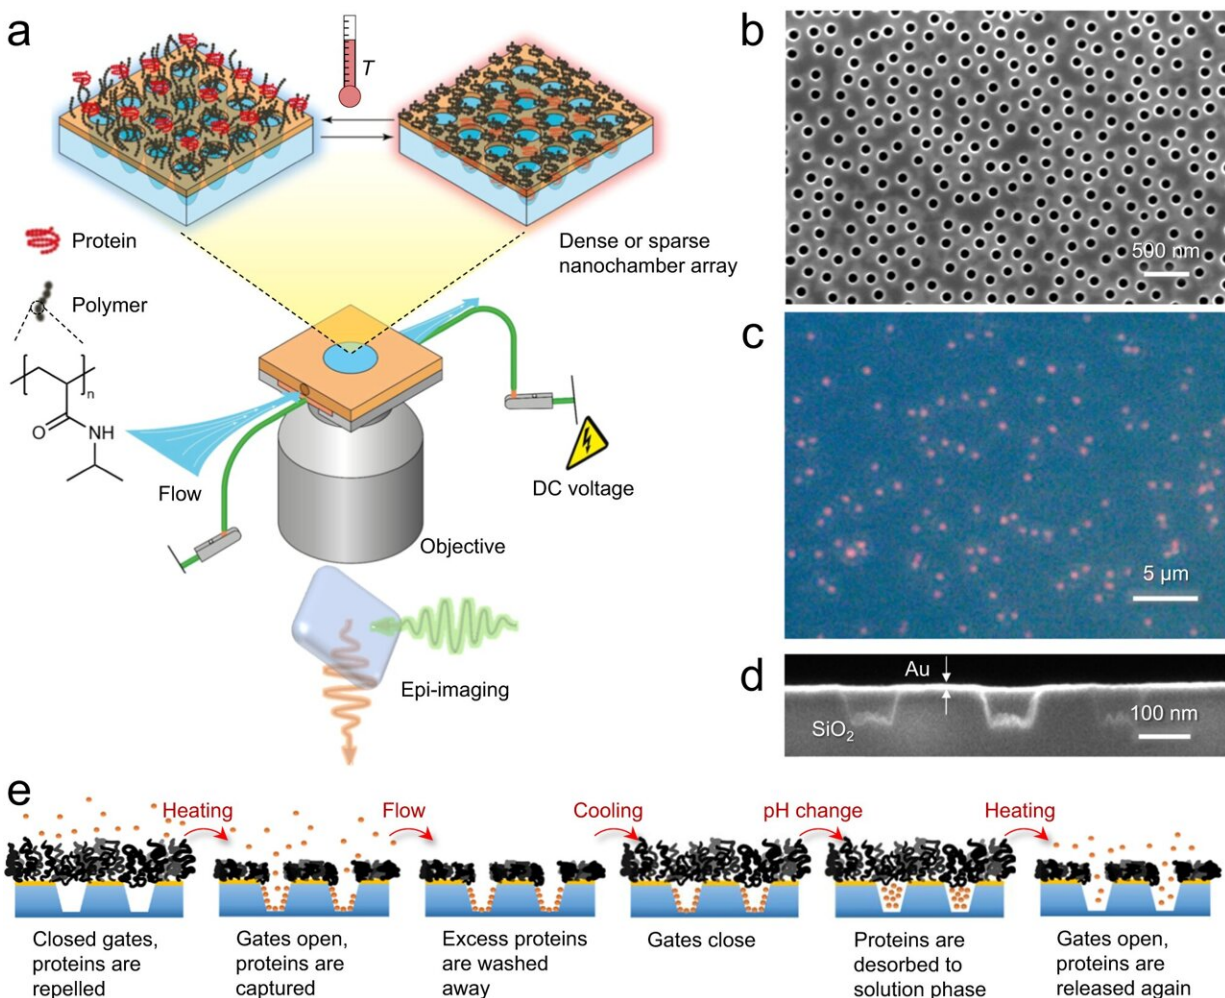 a
T
Protein
Polymer
Dense or sparse
nanochamber array
n
O
NH
Flow
DC voltage
Objective
Epi-imaging
b
500 nm
c
5 µm
d
Au
SiO₂
100 nm
e
Heating
Flow
Cooling
pH change
Heating
Closed gates,
proteins are
repelled
Gates open,
proteins are
captured
Excess proteins
are washed
away
Gates close
Proteins are
desorbed to
solution phase
Gates open,
proteins are
released again